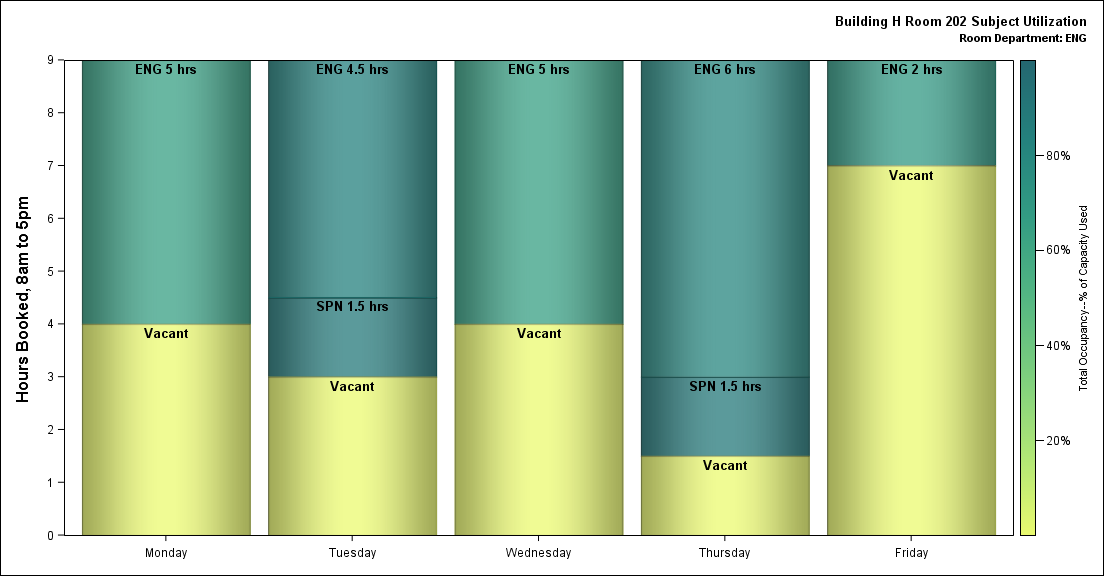 Building H Room 202 Subject Utilization
Room Department: ENG
Hours Booked, 8am to 5pm
9
8
7
6
5
4
3
2
1
0
ENG 5 hrs
Vacant
ENG 4.5 hrs
SPN 1.5 hrs
Vacant
ENG 5 hrs
Vacant
ENG 6 hrs
SPN 1.5 hrs
Vacant
ENG 2 hrs
Vacant
Monday
Tuesday
Wednesday
Thursday
Friday
80%
60%
40%
20%
Total Occupancy--% of Capacity Used